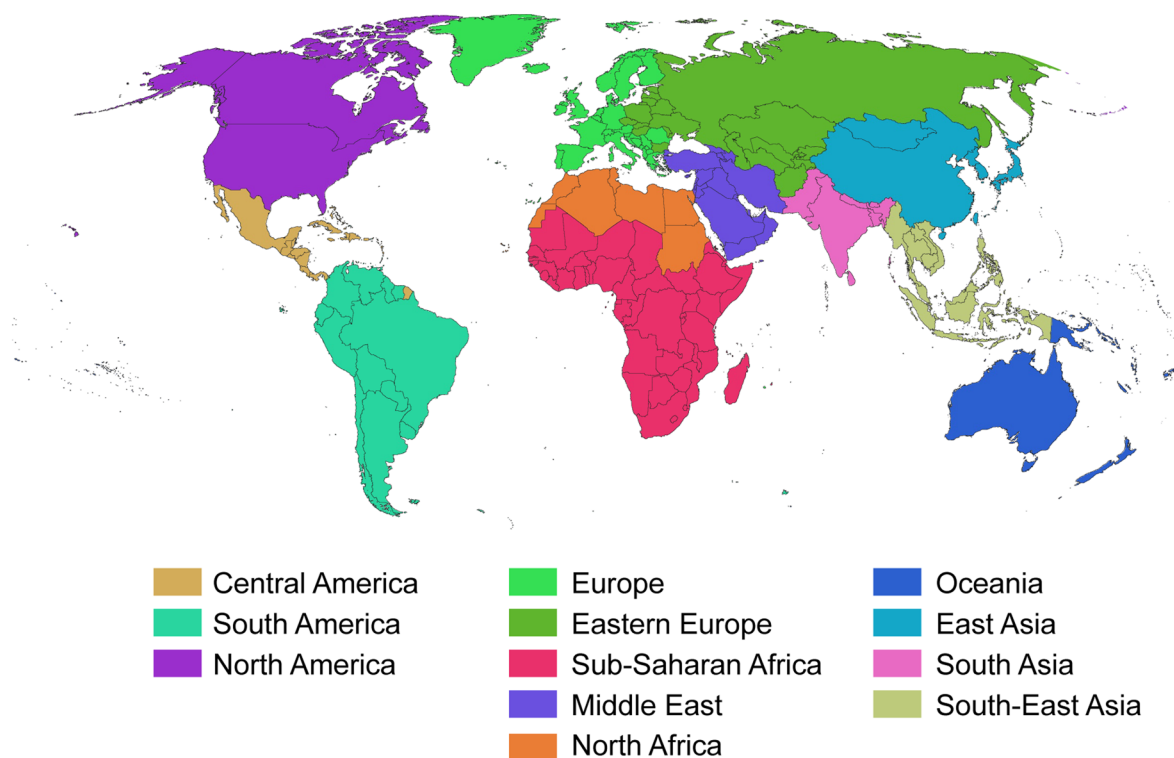 Central America
South America
North America
Europe
Eastern Europe
Sub-Saharan Africa
Middle East
North Africa
Oceania
East Asia
South Asia
South-East Asia